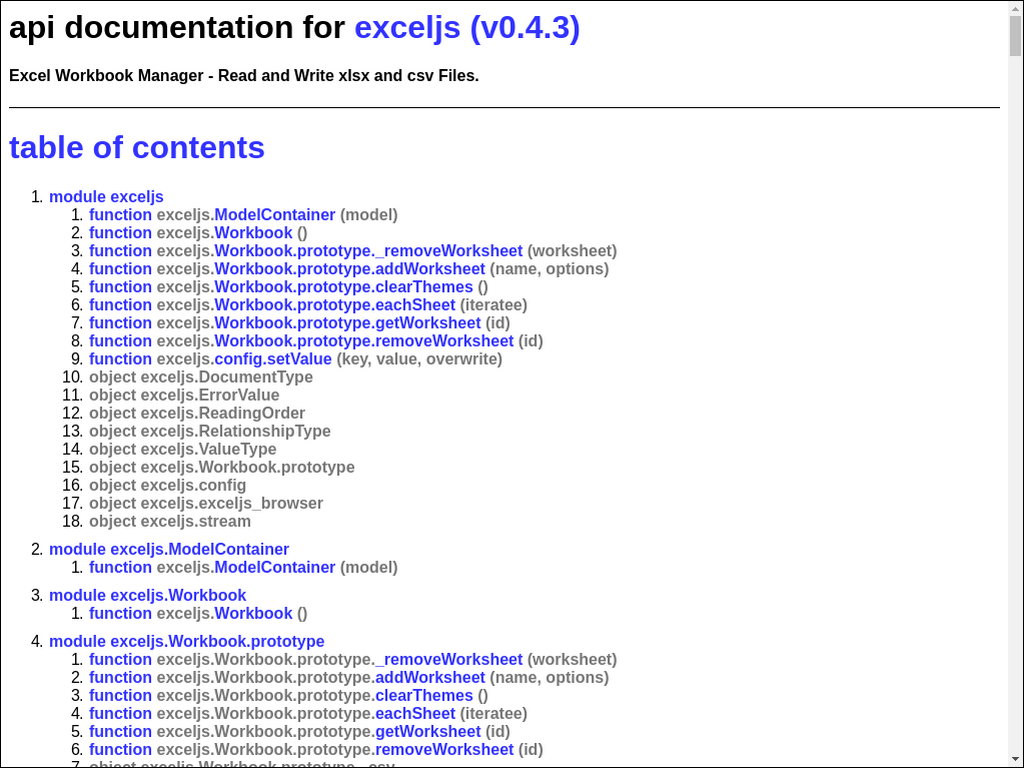 api documentation for exceljs (v0.4.3)
Excel Workbook Manager - Read and Write xlsx and csv Files.
table of contents
1. module exceljs
1. function exceljs.ModelContainer (model)
2. function exceljs.Workbook ()
3. function exceljs.Workbook.prototype._removeWorksheet (worksheet)
4. function exceljs.Workbook.prototype.addWorksheet (name, options)
5. function exceljs.Workbook.prototype.clearThemes ()
6. function exceljs.Workbook.prototype.eachSheet (iteratee)
7. function exceljs.Workbook.prototype.getWorksheet (id)
8. function exceljs.Workbook.prototype.removeWorksheet (id)
9. function exceljs.config.setValue (key, value, overwrite)
10. object exceljs.DocumentType
11. object exceljs.ErrorValue
12. object exceljs.ReadingOrder
13. object exceljs.RelationshipType
14. object exceljs.ValueType
15. object exceljs.Workbook.prototype
16. object exceljs.config
17. object exceljs.exceljs_browser
18. object exceljs.stream
2. module exceljs.ModelContainer
1. function exceljs.ModelContainer (model)
3. module exceljs.Workbook
1. function exceljs.Workbook ()
4. module exceljs.Workbook.prototype
1. function exceljs.Workbook.prototype._removeWorksheet (worksheet)
2. function exceljs.Workbook.prototype.addWorksheet (name, options)
3. function exceljs.Workbook.prototype.clearThemes ()
4. function exceljs.Workbook.prototype.eachSheet (iteratee)
5. function exceljs.Workbook.prototype.getWorksheet (id)
6. function exceljs.Workbook.prototype.removeWorksheet (id)
7. object exceljs.Workbook.prototype.